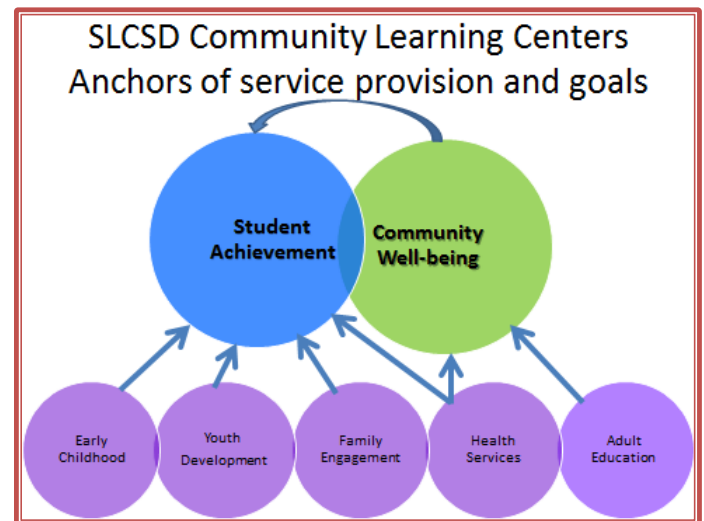 SLCSD Community Learning Centers
Anchors of service provision and goals
Student
Achievement
Community
Well-being
Early
Childhood
Youth
Development
Family
Engagement
Health
Services
Adult
Education